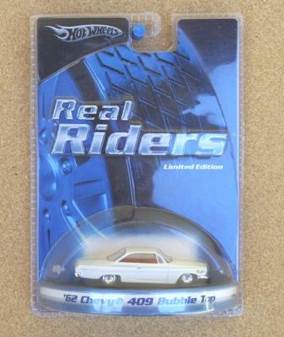 Hot Wheels
Real
Riders
Limited Edition
'62 Chevy® 409 Bubble Top